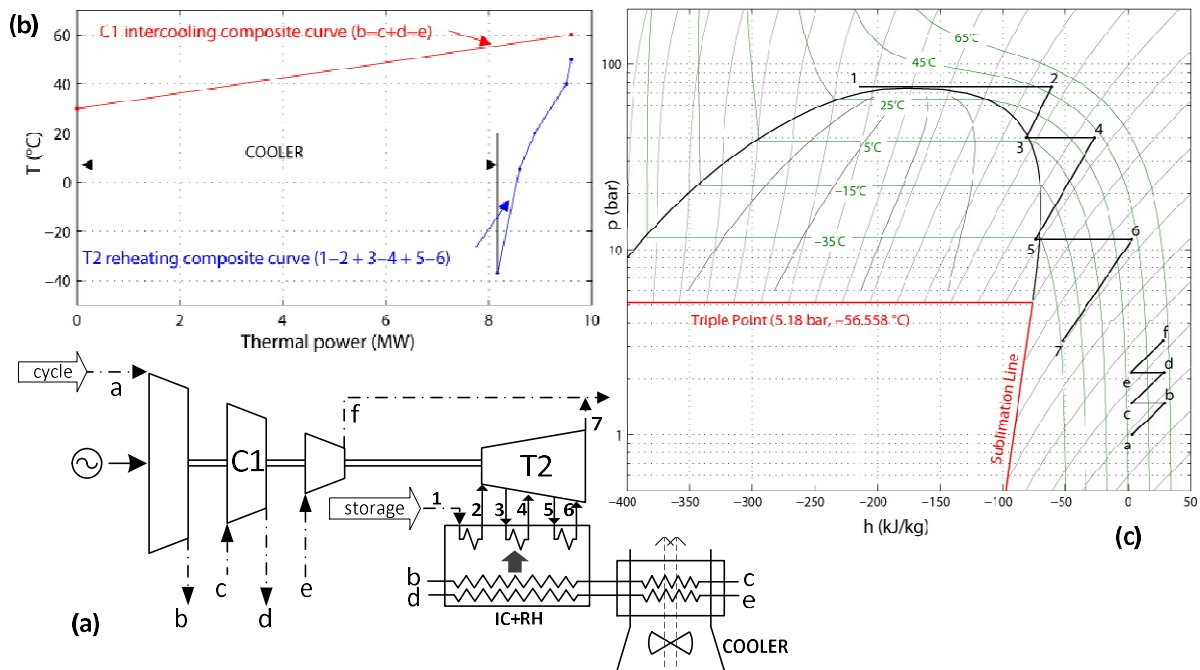 (b)
C1 intercooling composite curve (b−c+d−e)
60
40
20
0
−20
−40
T (°C)
COOLER
T2 reheating composite curve (1−2 + 3−4 + 5−6)
0
2
4
6
8
10
Thermal power (MW)
cycle
a
f
7
C1
T2
storage
1
2
3
4
5
6
c
e
b
d
b
d
c
e
IC+RH
COOLER
(a)
100
10
1
p (bar)
65℃
45℃
25℃
5℃
−15℃
−35℃
1
2
3
4
5
6
7
f
d
e
b
c
a
Triple Point (5.18 bar, −56.558 °C)
Sublimation Line
−400
−350
−300
−250
−200
−150
−100
−50
0
50
h (kJ/kg)
(c)